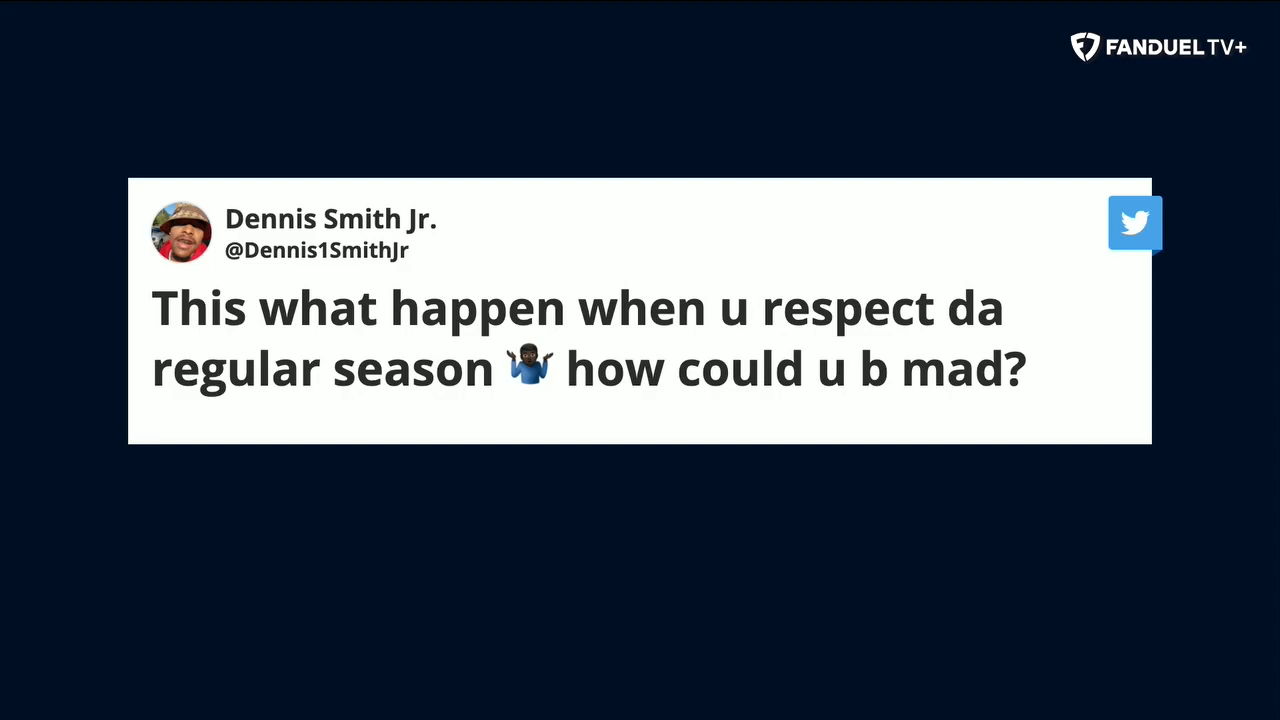 FANDUEL TV+
Dennis Smith Jr.
@Dennis1SmithJr
This what happen when u respect da
regular season 🤷🏿‍♂️ how could u b mad?